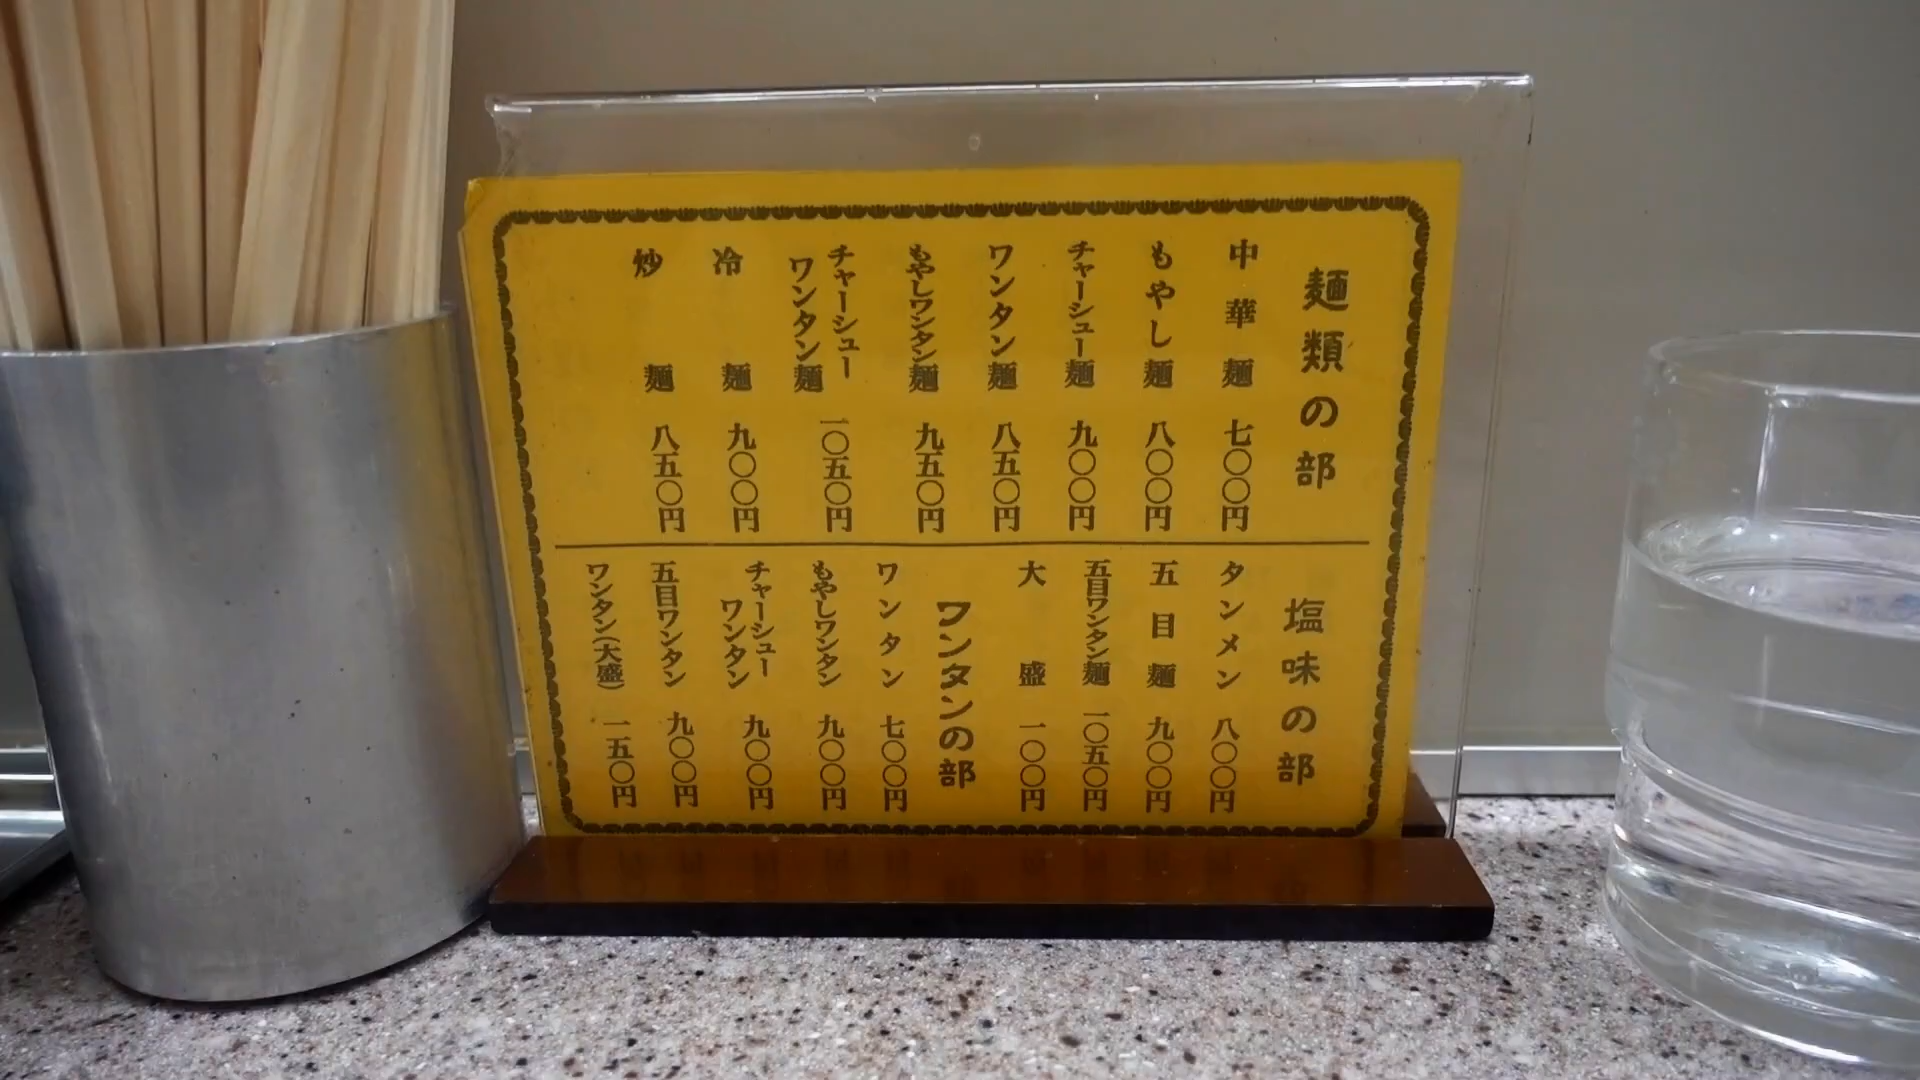 麺類の部
中華麺 七〇〇円
もやし麺 八〇〇円
チャーシュー麺 九〇〇円
ワンタン麺 八五〇円
もやしワンタン麺 九五〇円
チャーシューワンタン麺 一〇五〇円
冷麺 九〇〇円
炒麺 八五〇円
塩味の部
タンメン 八〇〇円
五目麺 九〇〇円
五目ワンタン麺 一〇五〇円
大盛 一〇〇円
ワンタンの部
ワンタン 七〇〇円
もやしワンタン 九〇〇円
チャーシューワンタン 九〇〇円
五目ワンタン 九〇〇円
ワンタン(大盛) 一五〇円